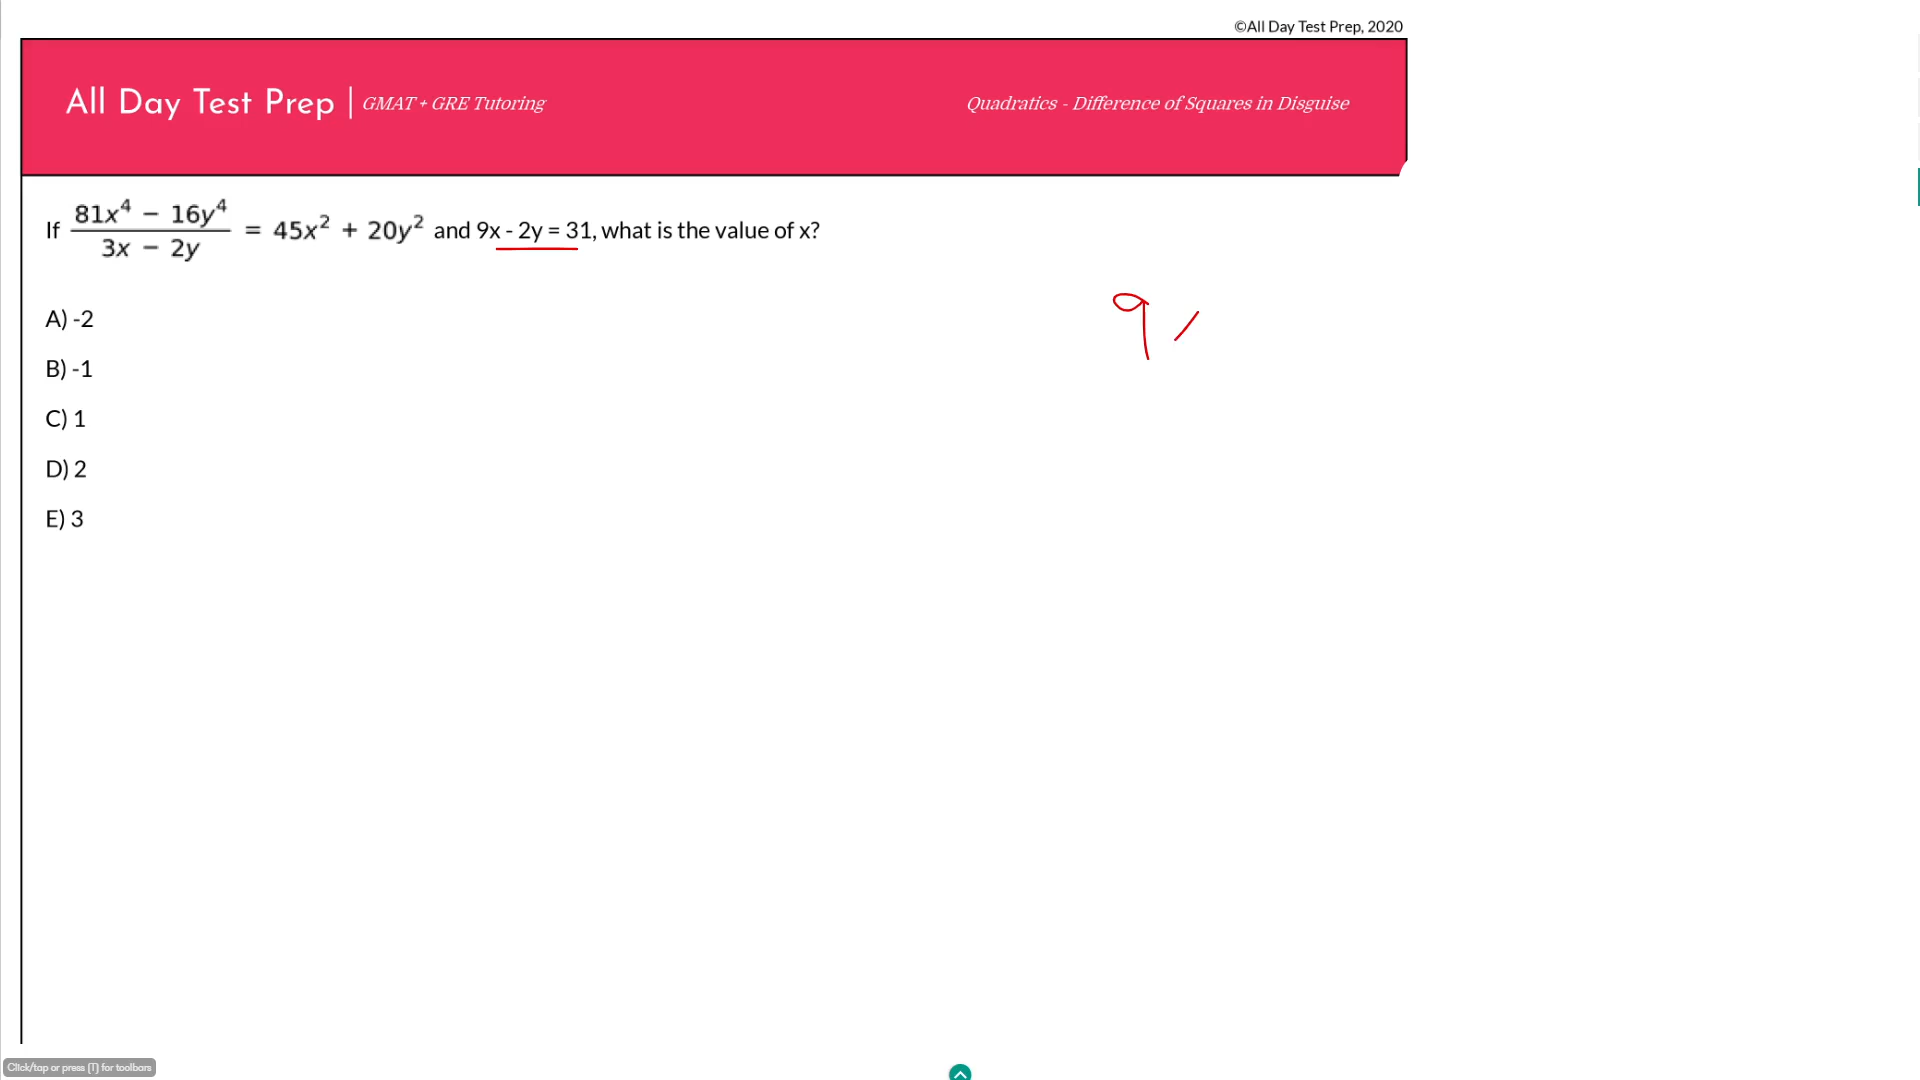 ©All Day Test Prep, 2020
All Day Test Prep | GMAT + GRE Tutoring
Quadratics - Difference of Squares in Disguise
If (81x⁴ − 16y⁴)/(3x − 2y) = 45x² + 20y² and 9x - 2y = 31, what is the value of x?
9
A) -2
B) -1
C) 1
D) 2
E) 3
Click/tap or press [T] for toolbars